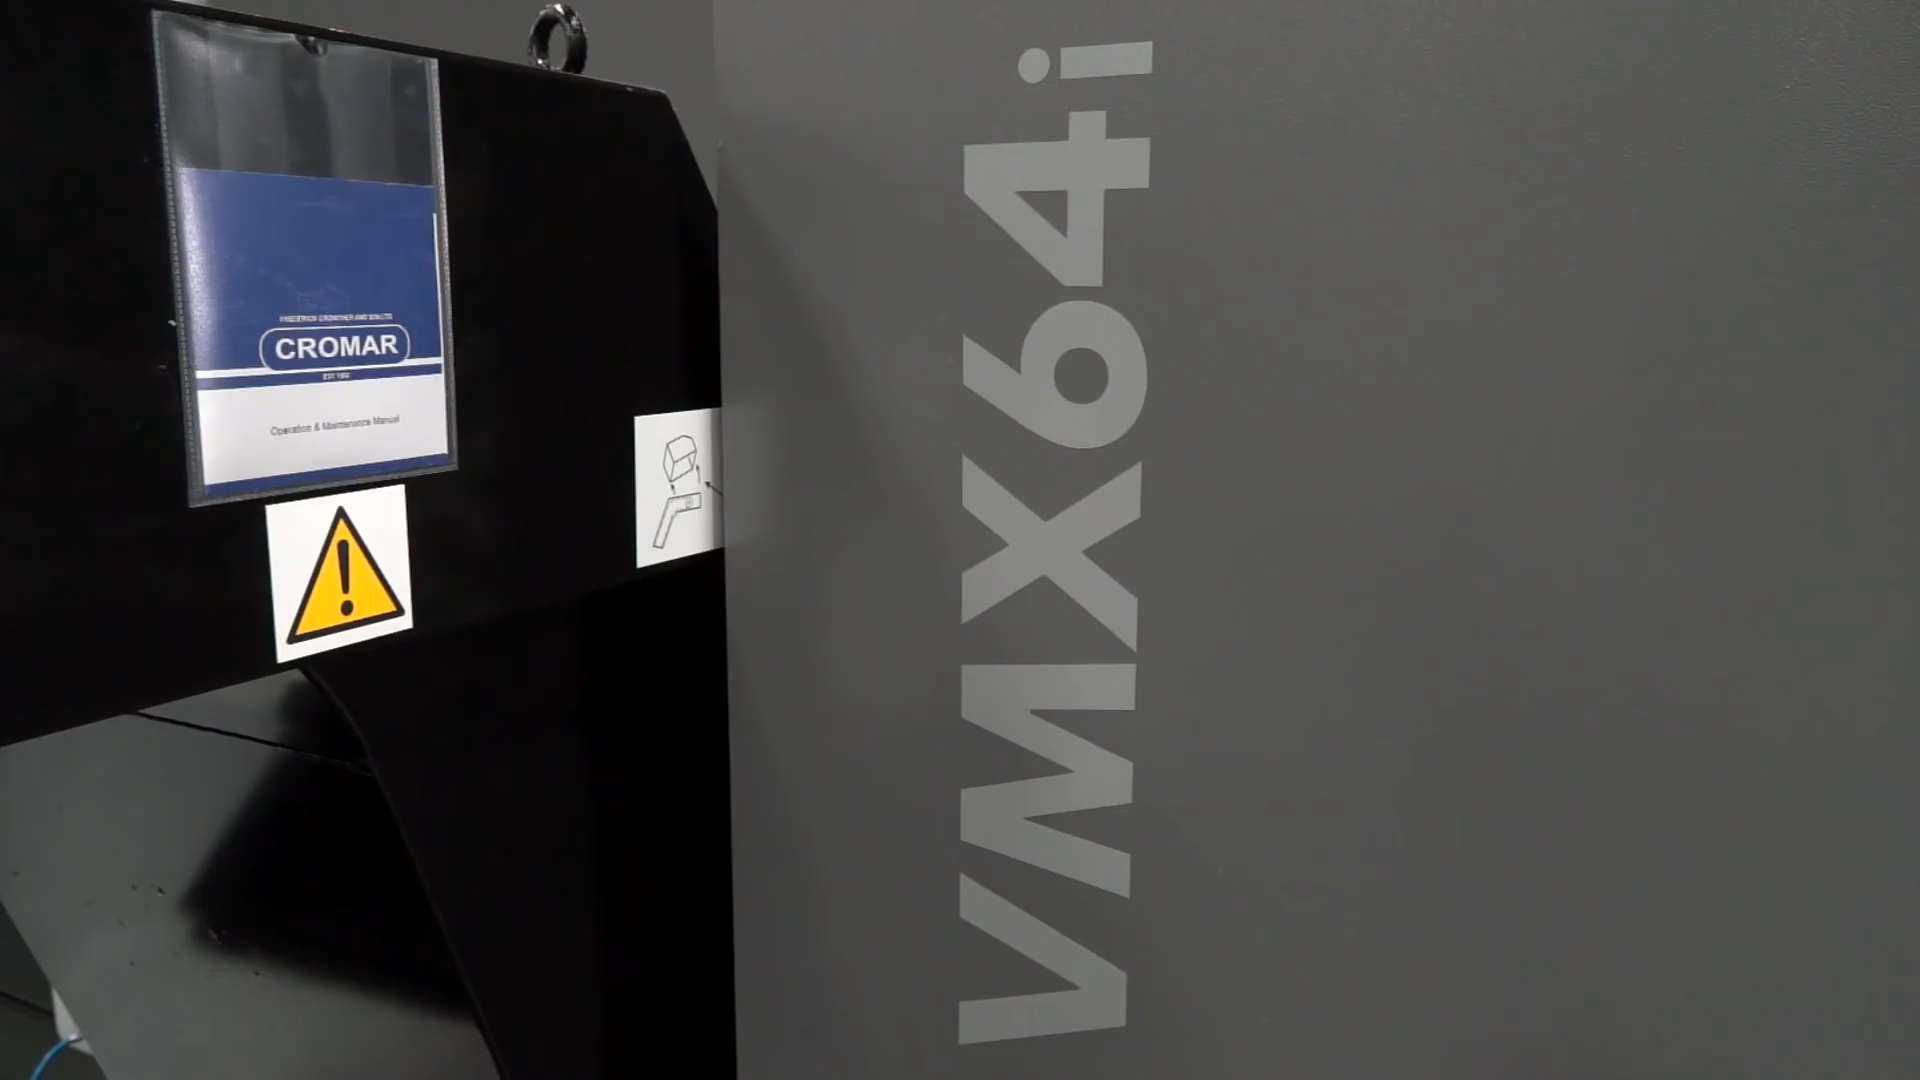 FREDERICK CROWTHER AND SON LTD
CROMAR
EST 1902
Operation & Maintenance Manual
VMX64i